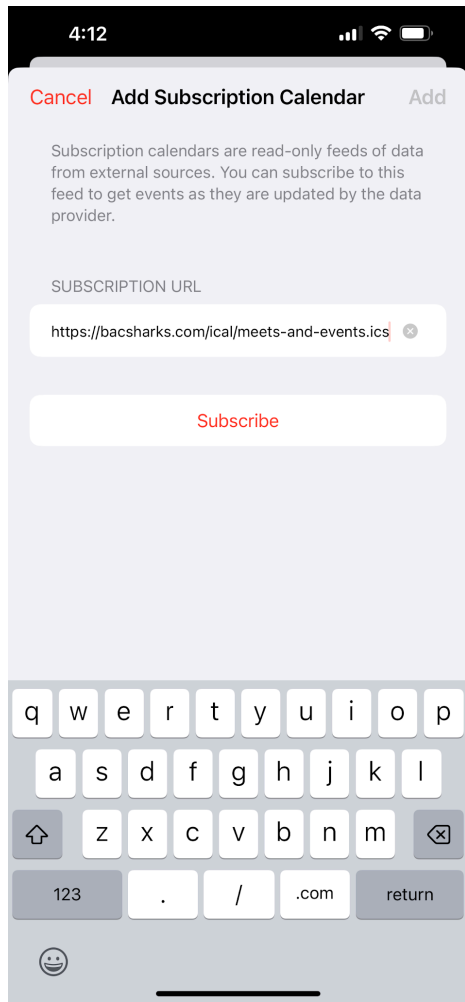 4:12
Cancel Add Subscription Calendar Add
Subscription calendars are read-only feeds of data
from external sources. You can subscribe to this
feed to get events as they are updated by the data
provider.
SUBSCRIPTION URL
https://bacsharks.com/ical/meets-and-events.ics
Subscribe
q w e r t y u i o p
a s d f g h j k l
z x c v b n m
123 . / .com return